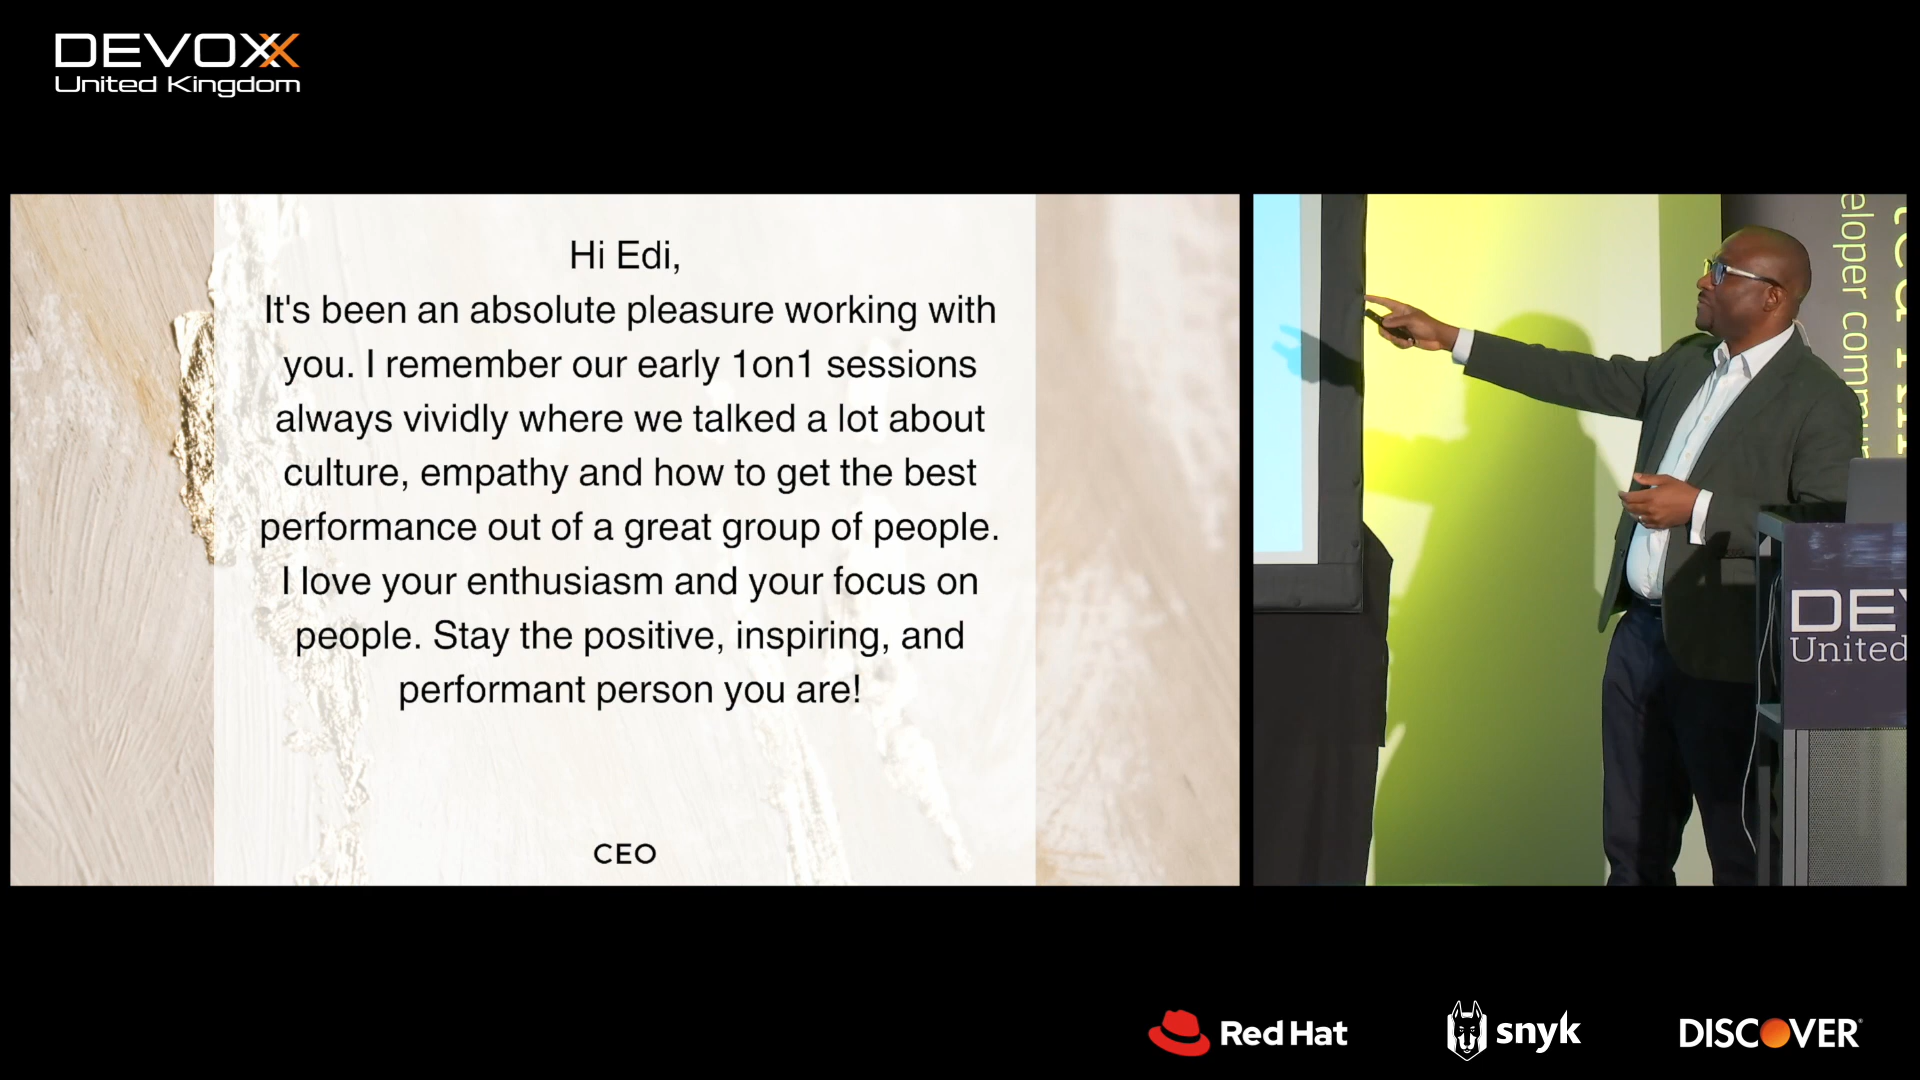 DEVOXX
United Kingdom
Hi Edi,
It's been an absolute pleasure working with
you. I remember our early 1on1 sessions
always vividly where we talked a lot about
culture, empathy and how to get the best
performance out of a great group of people.
I love your enthusiasm and your focus on
people. Stay the positive, inspiring, and
performant person you are!
CEO
eloper comm
DEV
United
Red Hat
snyk
DISCOVER